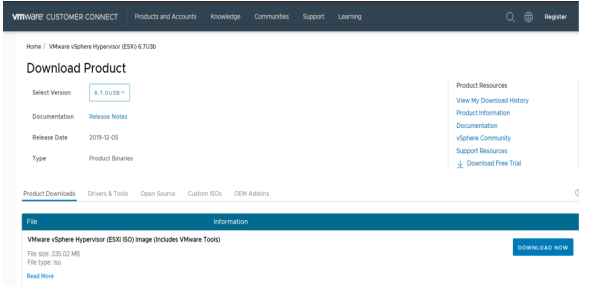 vmware CUSTOMER CONNECT Products and Accounts Knowledge Communities Support Learning Register
Home / VMware vSphere Hypervisor (ESXi) 6.7U3b
Download Product
Select Version 6.7.0U3B
Documentation Release Notes
Release Date 2019-12-05
Type Product Binaries
Product Resources
View My Download History
Product Information
Documentation
vSphere Community
Support Resources
Download Free Trial
Product Downloads Drivers & Tools Open Source Custom ISOs OEM Addons
File Information
VMware vSphere Hypervisor (ESXi ISO) image (Includes VMware Tools)
File size: 335.02 MB
File type: iso
Read More
DOWNLOAD NOW